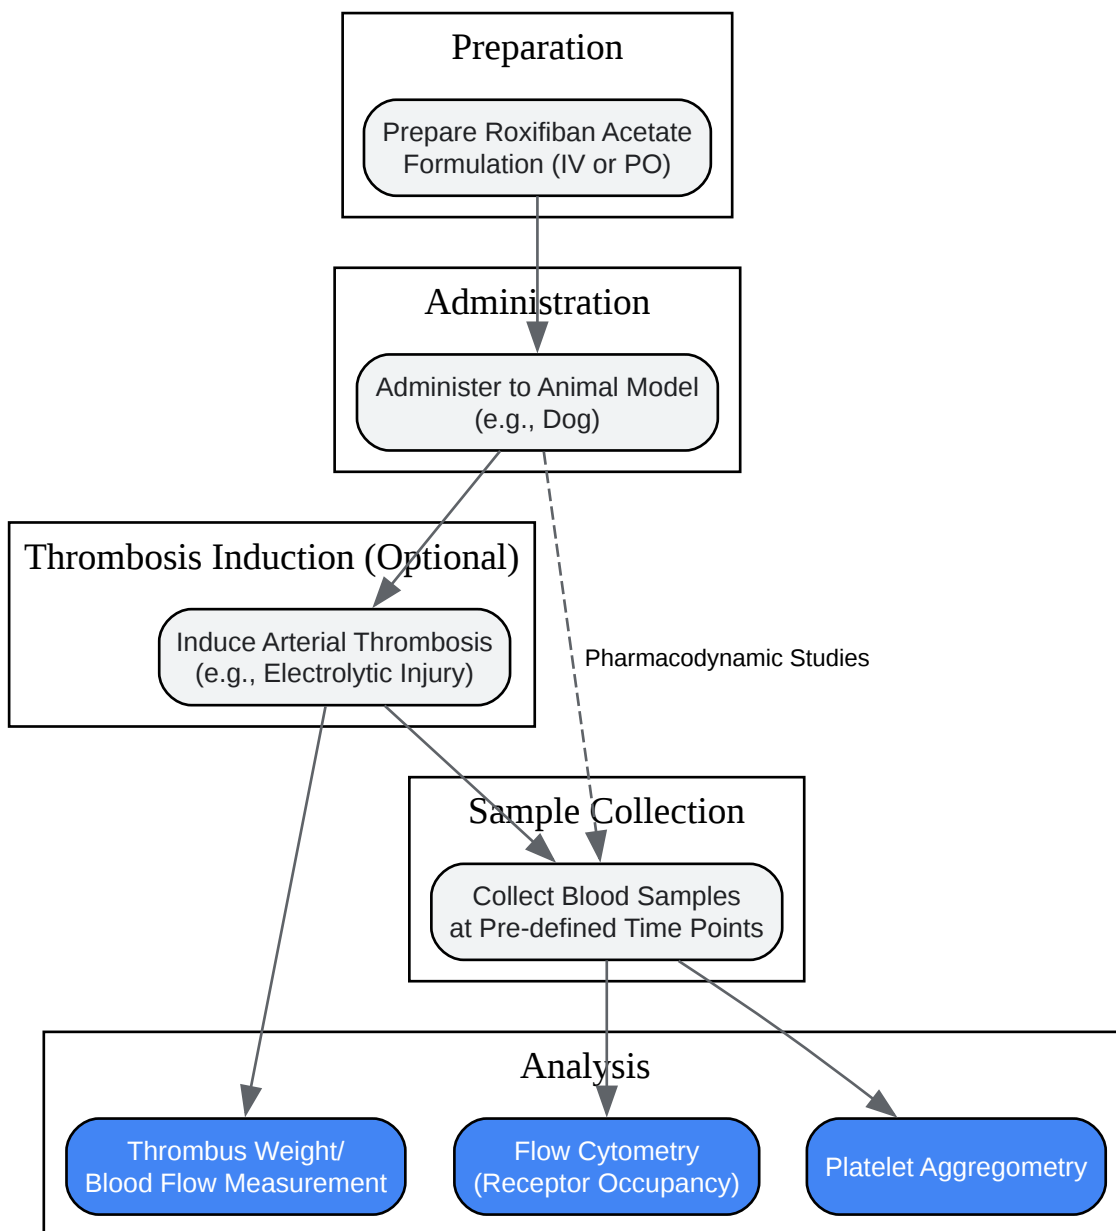 Preparation
Prepare Roxifiban Acetate
Formulation (IV or PO)
Administration
Administer to Animal Model
(e.g., Dog)
Thrombosis Induction (Optional)
Induce Arterial Thrombosis
(e.g., Electrolytic Injury)
Pharmacodynamic Studies
Sample Collection
Collect Blood Samples
at Pre-defined Time Points
Analysis
Thrombus Weight/
Blood Flow Measurement
Flow Cytometry
(Receptor Occupancy)
Platelet Aggregometry